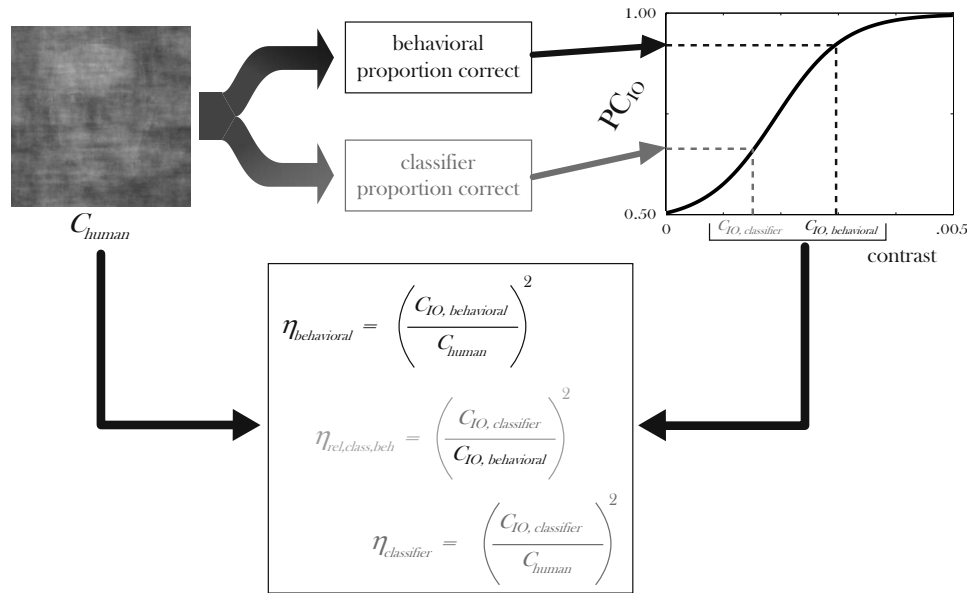 behavioral
proportion correct
classifier
proportion correct
C_human
1.00
PC_IO
0.50
0
C_IO, classifier
C_IO, behavioral
.005
contrast
η_behavioral = (C_IO, behavioral / C_human)^2
η_rel,class,beh = (C_IO, classifier / C_IO, behavioral)^2
η_classifier = (C_IO, classifier / C_human)^2